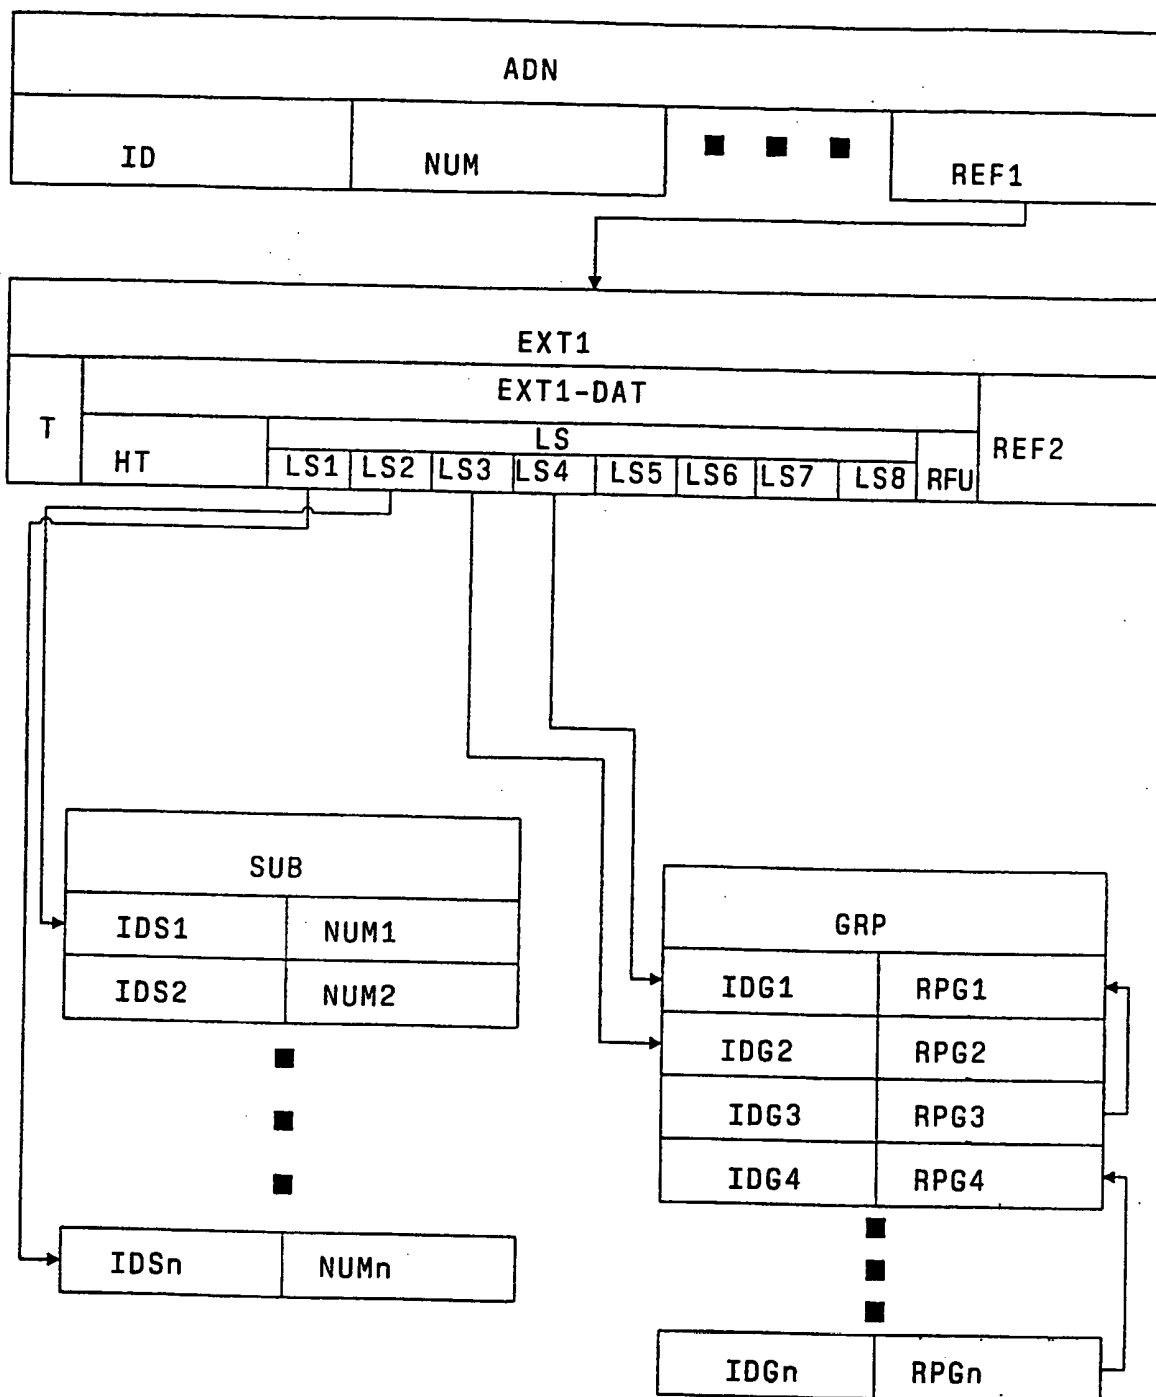 ADN
ID NUM REF1
EXT1
EXT1-DAT
T HT LS REF2
LS1 LS2 LS3 LS4 LS5 LS6 LS7 LS8 RFU
SUB
IDS1 NUM1
IDS2 NUM2
IDSn NUMn
GRP
IDG1 RPG1
IDG2 RPG2
IDG3 RPG3
IDG4 RPG4
IDGn RPGn